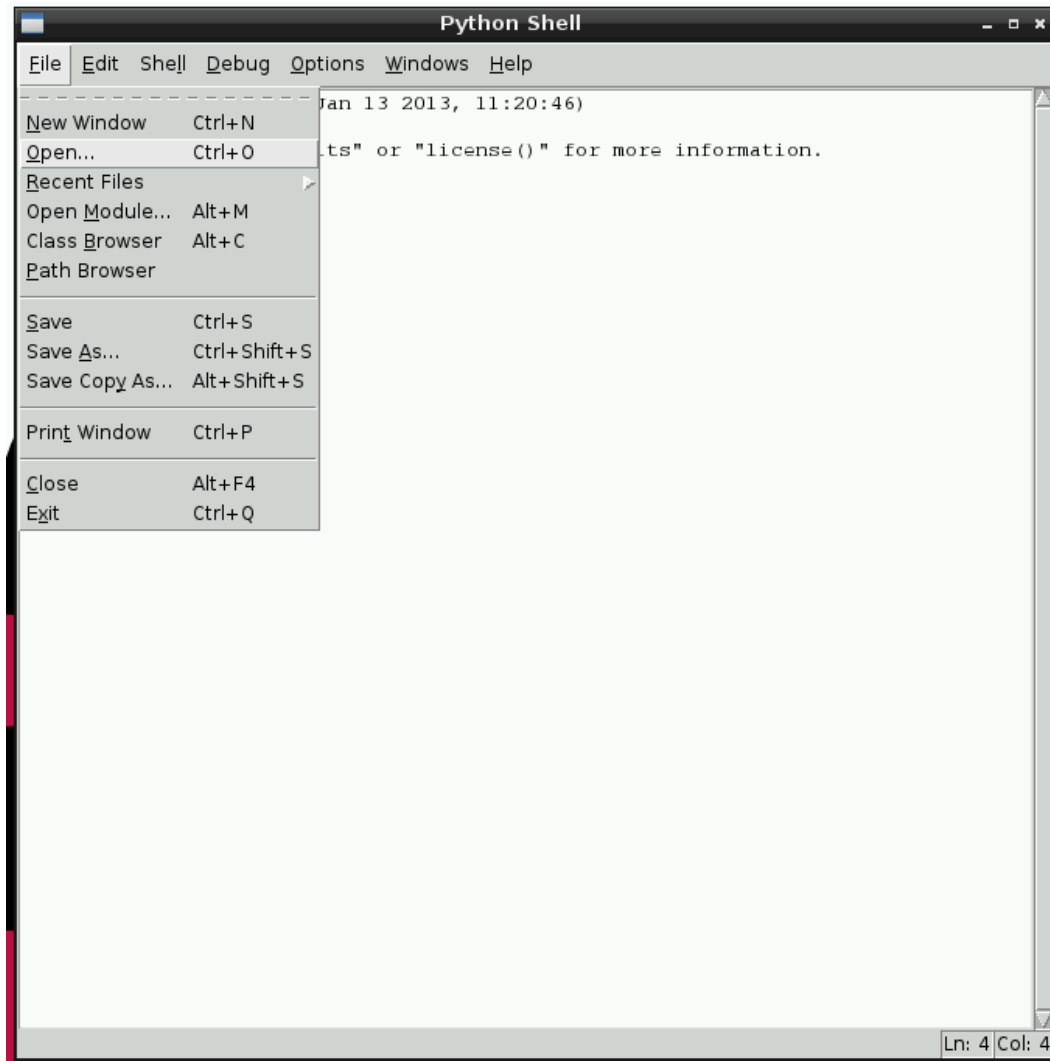 Python Shell
File Edit Shell Debug Options Windows Help
Jan 13 2013, 11:20:46)
New Window Ctrl+N
Open... Ctrl+O
ts" or "license()" for more information.
Recent Files
Open Module... Alt+M
Class Browser Alt+C
Path Browser
Save Ctrl+S
Save As... Ctrl+Shift+S
Save Copy As... Alt+Shift+S
Print Window Ctrl+P
Close Alt+F4
Exit Ctrl+Q
Ln: 4 Col: 4